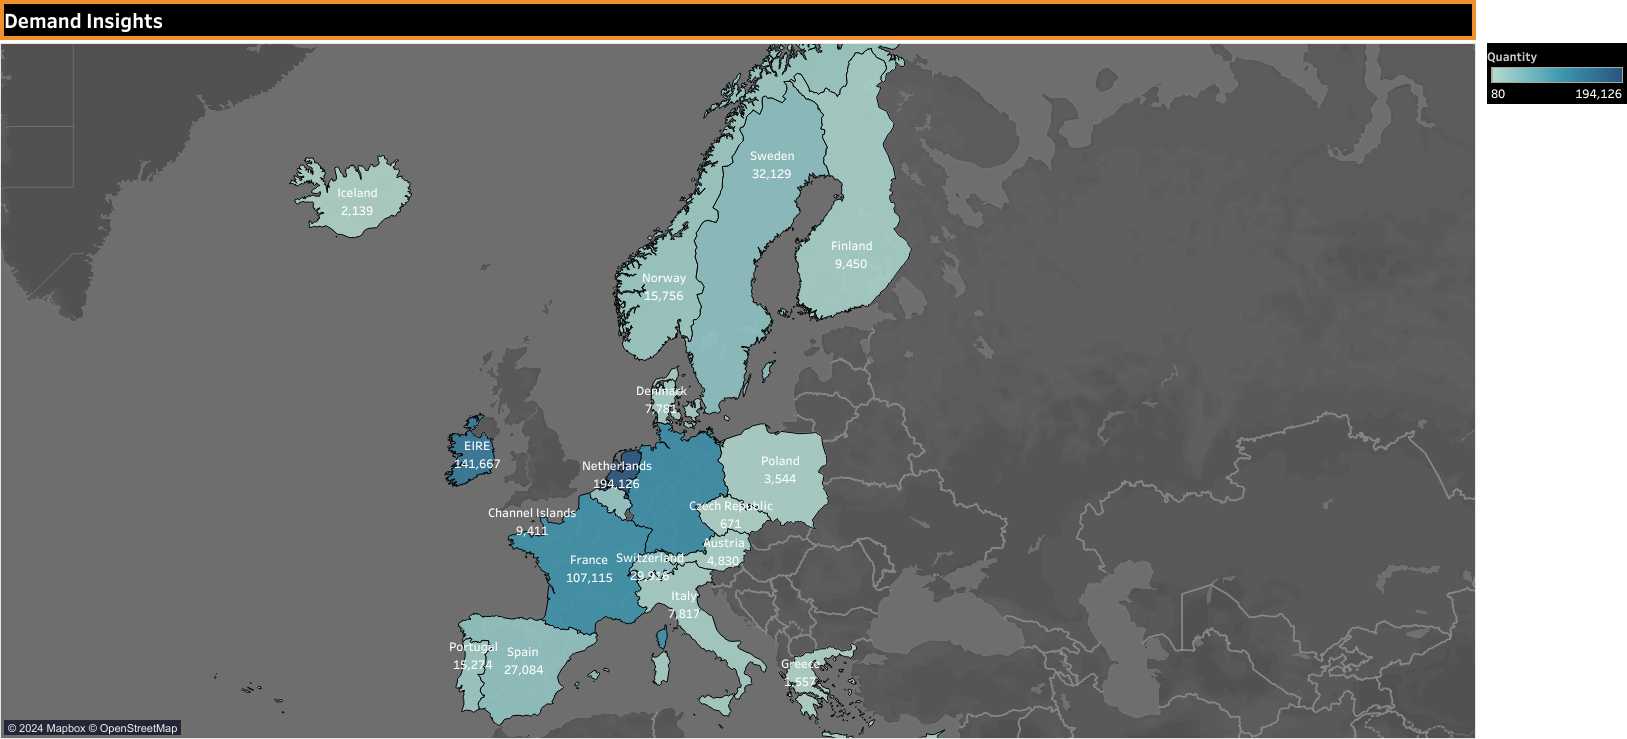 Demand Insights
Quantity
80 194,126
Sweden
32,129
Iceland
2,139
Finland
9,450
Norway
15,756
Denmark
7,781
EIRE
141,667
Netherlands
194,126
Poland
3,544
Czech Republic
671
Channel Islands
9,411
Austria
4,830
France
107,115
Switzerland
29,916
Italy
7,817
Portugal
15,274
Spain
27,084
Greece
1,557
© 2024 Mapbox © OpenStreetMap